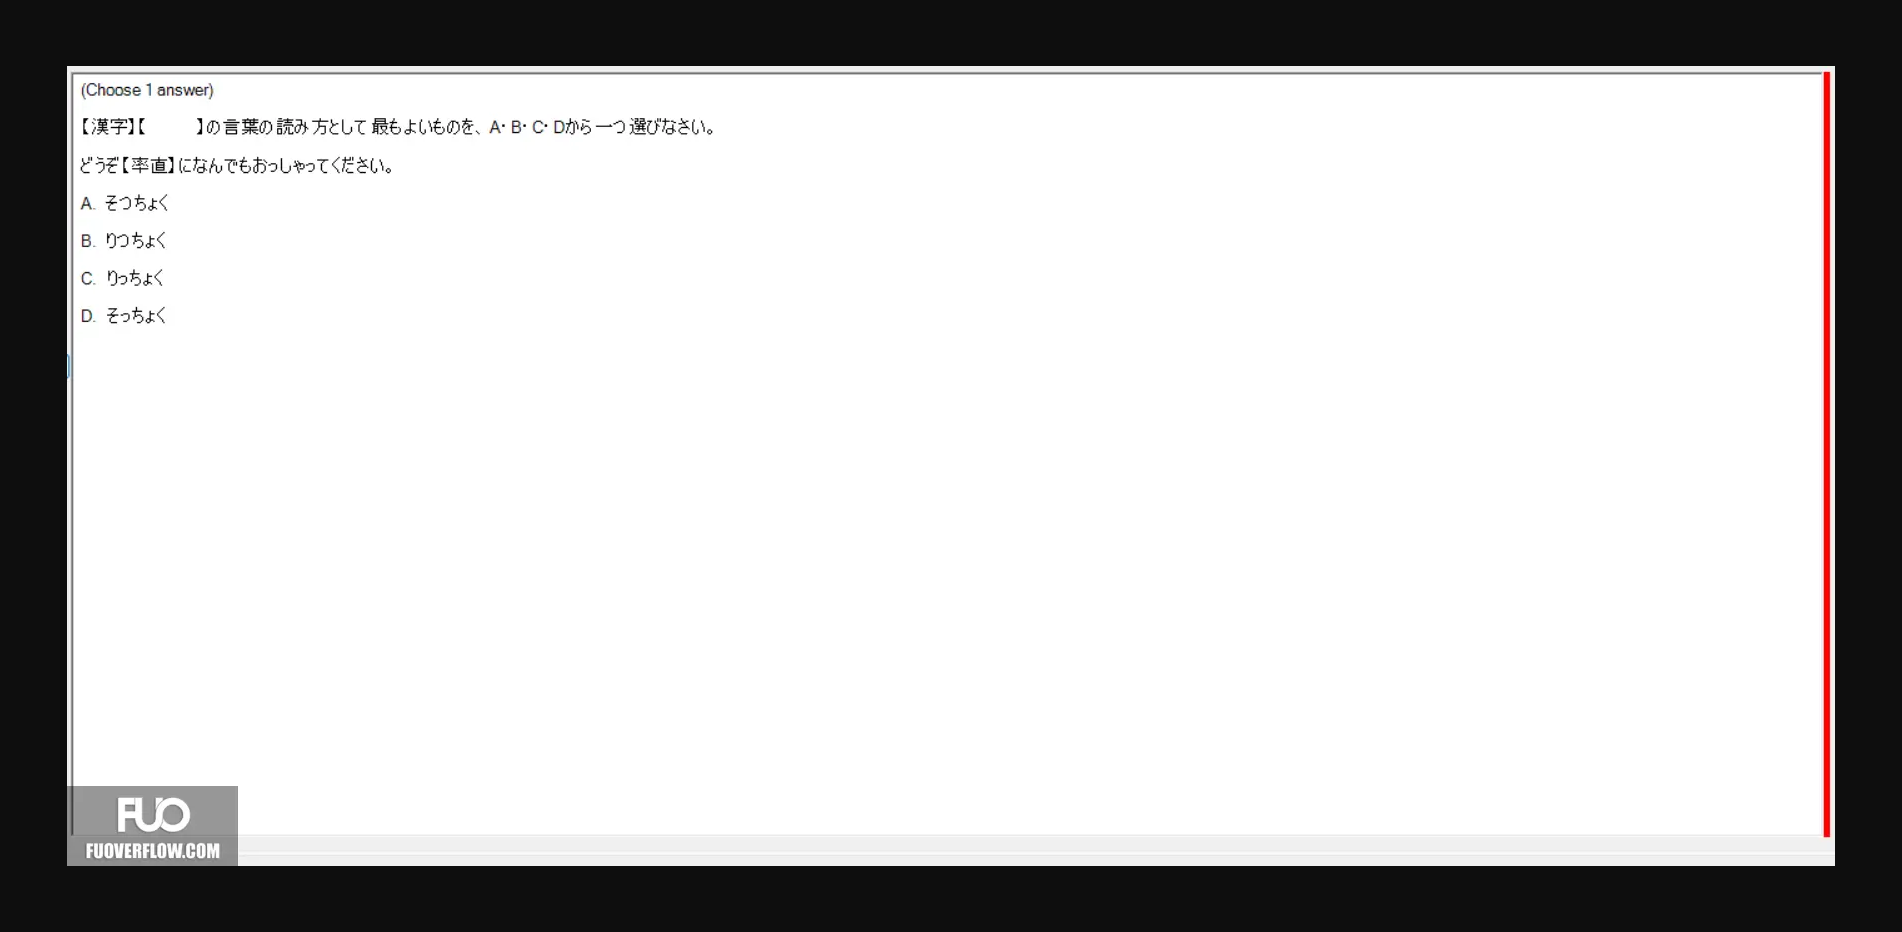 (Choose 1 answer)
【漢字】【　　　】の言葉の読み方として最もよいものを、A・B・C・Dから一つ選びなさい。
どうぞ【率直】になんでもおっしゃってください。
A. そつちょく
B. りつちょく
C. りっちょく
D. そっちょく
FUO
FUOVERFLOW.COM